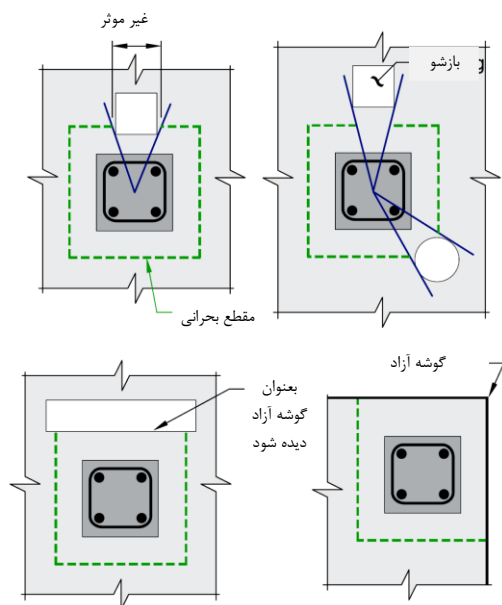 غیر موثر
بازشو
مقطع بحرانی
گوشه آزاد
بعنوان
گوشه آزاد
دیده شود